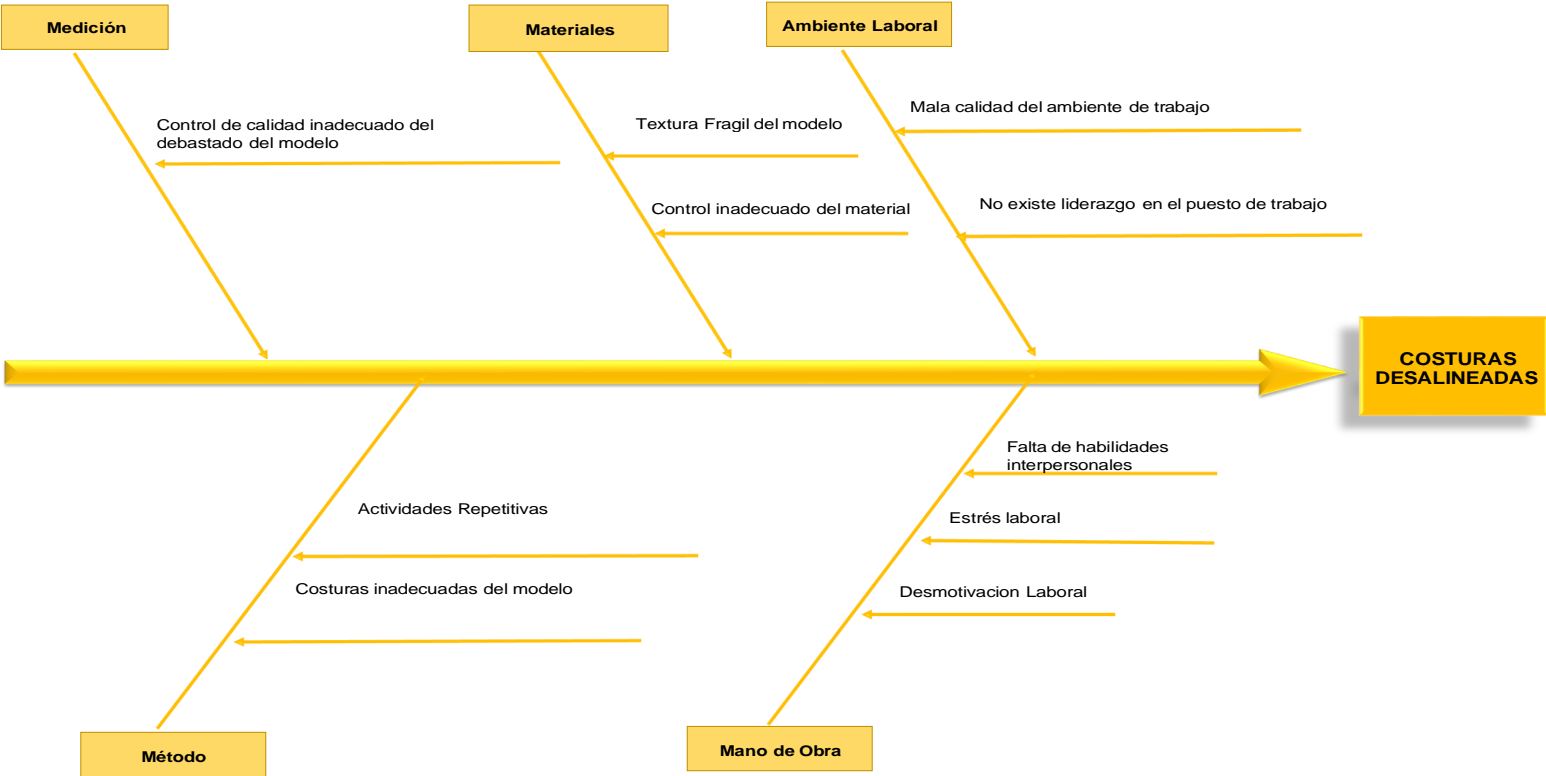 Medición
Materiales
Ambiente Laboral
Control de calidad inadecuado del
debastado del modelo
Textura Fragil del modelo
Control inadecuado del material
Mala calidad del ambiente de trabajo
No existe liderazgo en el puesto de trabajo
COSTURAS
DESALINEADAS
Actividades Repetitivas
Costuras inadecuadas del modelo
Falta de habilidades
interpersonales
Estrés laboral
Desmotivacion Laboral
Método
Mano de Obra